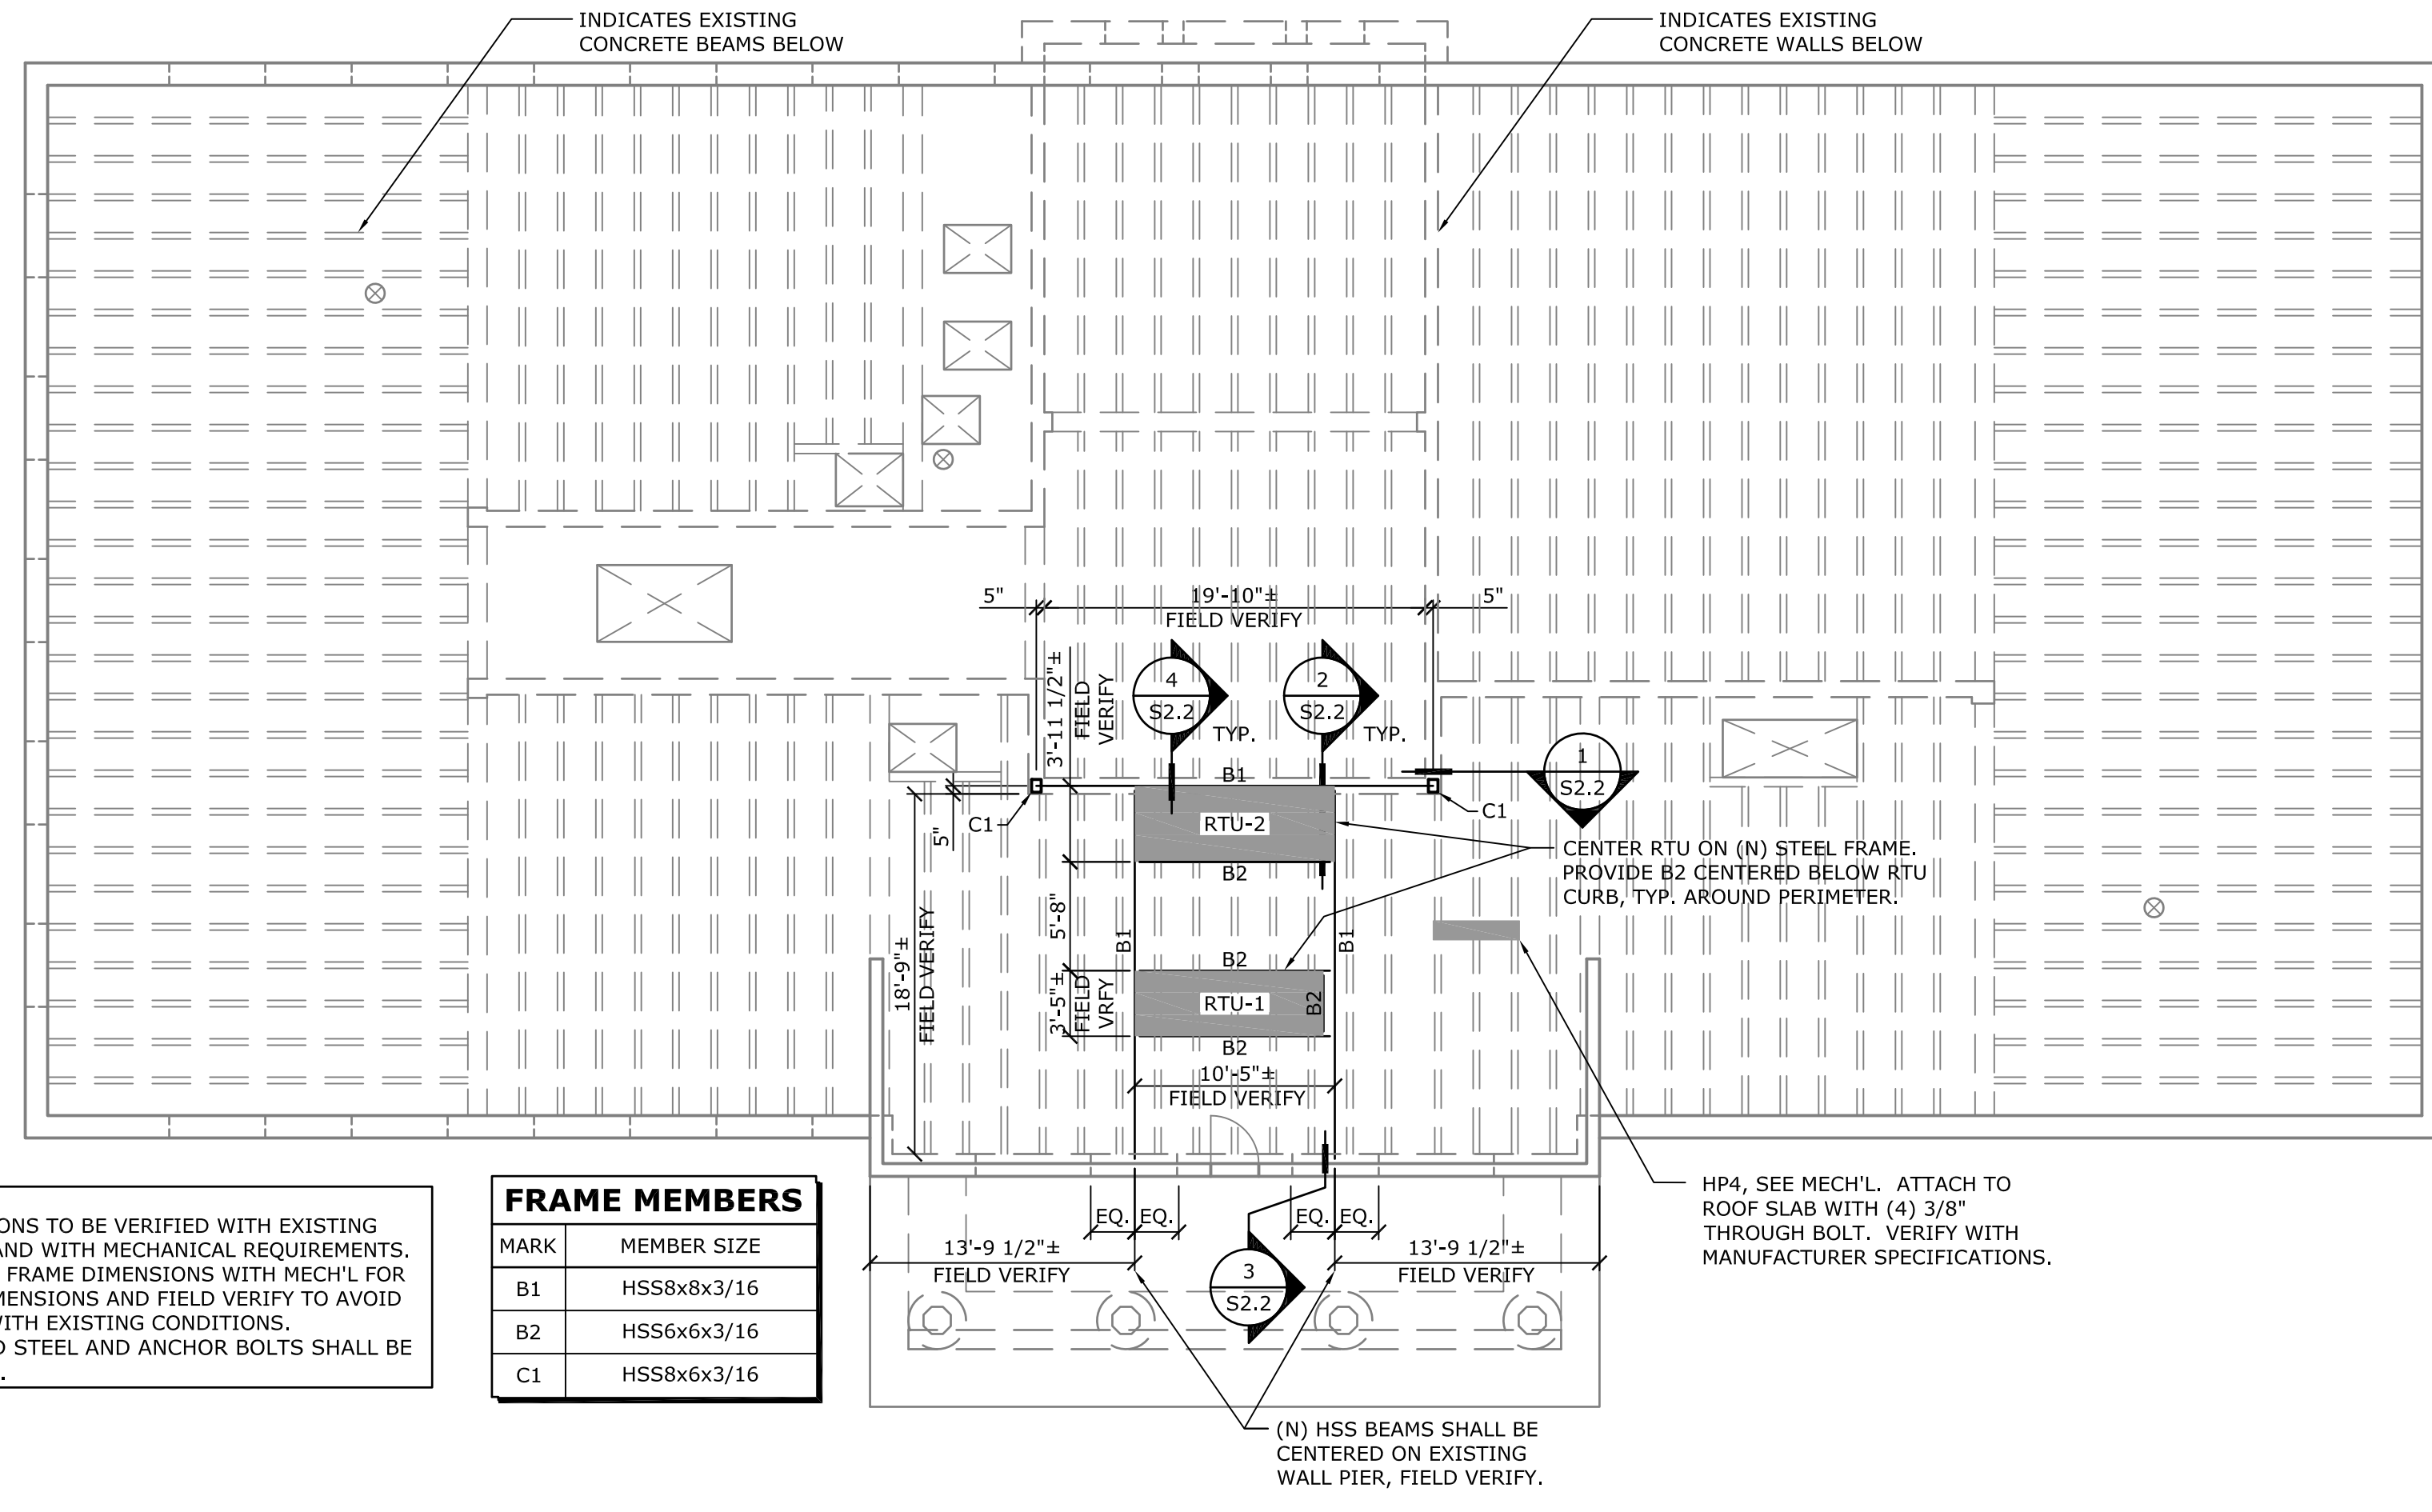 INDICATES EXISTING
CONCRETE BEAMS BELOW
INDICATES EXISTING
CONCRETE WALLS BELOW
5"
19'-10"±
FIELD VERIFY
5"
3'-11 1/2"±
FIELD
VERIFY
4
S2.2
TYP.
2
S2.2
TYP.
1
S2.2
B1
C1
C1
5"
RTU-2
B2
CENTER RTU ON (N) STEEL FRAME.
PROVIDE B2 CENTERED BELOW RTU
CURB, TYP. AROUND PERIMETER.
18'-9"±
FIELD VERIFY
5'-8"
B1
B1
B2
3'-5"±
FIELD
VRFY
RTU-1
B2
B2
10'-5"±
FIELD VERIFY
EQ.
EQ.
EQ.
EQ.
13'-9 1/2"±
FIELD VERIFY
13'-9 1/2"±
FIELD VERIFY
3
S2.2
HP4, SEE MECH'L. ATTACH TO
ROOF SLAB WITH (4) 3/8"
THROUGH BOLT. VERIFY WITH
MANUFACTURER SPECIFICATIONS.
(N) HSS BEAMS SHALL BE
CENTERED ON EXISTING
WALL PIER, FIELD VERIFY.
ONS TO BE VERIFIED WITH EXISTING
AND WITH MECHANICAL REQUIREMENTS.
FRAME DIMENSIONS WITH MECH'L FOR
MENSIONS AND FIELD VERIFY TO AVOID
WITH EXISTING CONDITIONS.
D STEEL AND ANCHOR BOLTS SHALL BE
.
FRAME MEMBERS
MARK MEMBER SIZE
B1 HSS8x8x3/16
B2 HSS6x6x3/16
C1 HSS8x6x3/16